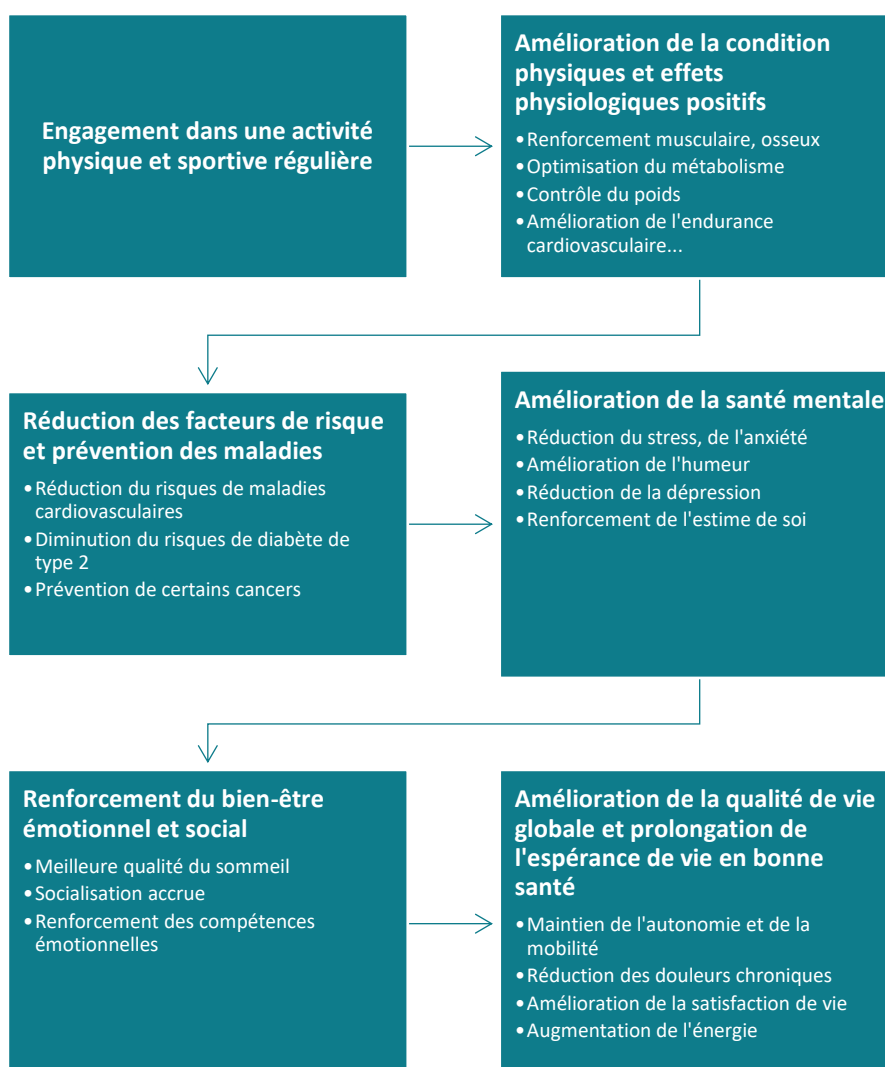 Engagement dans une activité
physique et sportive régulière
Amélioration de la condition
physiques et effets
physiologiques positifs
•Renforcement musculaire, osseux
•Optimisation du métabolisme
•Contrôle du poids
•Amélioration de l'endurance
cardiovasculaire...
Réduction des facteurs de risque
et prévention des maladies
•Réduction du risques de maladies
cardiovasculaires
•Diminution du risques de diabète de
type 2
•Prévention de certains cancers
Amélioration de la santé mentale
•Réduction du stress, de l'anxiété
•Amélioration de l'humeur
•Réduction de la dépression
•Renforcement de l'estime de soi
Renforcement du bien-être
émotionnel et social
•Meilleure qualité du sommeil
•Socialisation accrue
•Renforcement des compétences
émotionnelles
Amélioration de la qualité de vie
globale et prolongation de
l'espérance de vie en bonne
santé
•Maintien de l'autonomie et de la
mobilité
•Réduction des douleurs chroniques
•Amélioration de la satisfaction de vie
•Augmentation de l'énergie